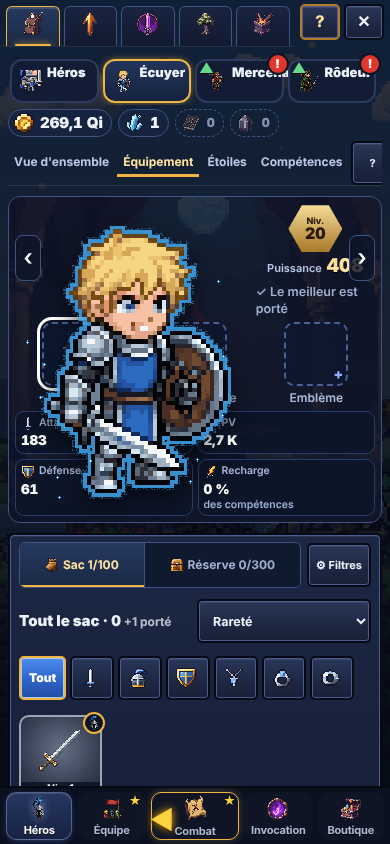 ?
×
Héros
Écuyer
Rôdeur
!
!
269,1 Qi
1
0
0
Vue d'ensemble
Équipement
Étoiles
Compétences
?
Niv.
20
Puissance
✓ Le meilleur est
porté
+
Emblème
183
PV
2,7 K
Défense
61
Recharge
0 %
des compétences
Sac 1/100
Réserve 0/300
Filtres
Tout le sac · 0 +1 porté
Rareté
Tout
Héros
Équipe
Combat
Invocation
Boutique